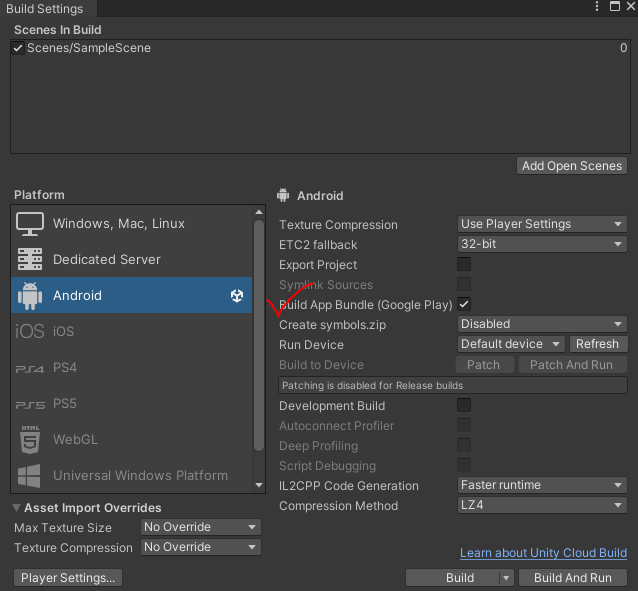 Build Settings
Scenes In Build
Scenes/SampleScene 0
Add Open Scenes
Platform
Windows, Mac, Linux
Dedicated Server
Android
iOS iOS
PS4 PS4
PS5 PS5
HTML 5 WebGL
Universal Windows Platform
Asset Import Overrides
Max Texture Size No Override
Texture Compression No Override
Player Settings...
Android
Texture Compression Use Player Settings
ETC2 fallback 32-bit
Export Project
Symlink Sources
Build App Bundle (Google Play)
Create symbols.zip Disabled
Run Device Default device Refresh
Build to Device Patch Patch And Run
Patching is disabled for Release builds
Development Build
Autoconnect Profiler
Deep Profiling
Script Debugging
IL2CPP Code Generation Faster runtime
Compression Method LZ4
Learn about Unity Cloud Build
Build Build And Run